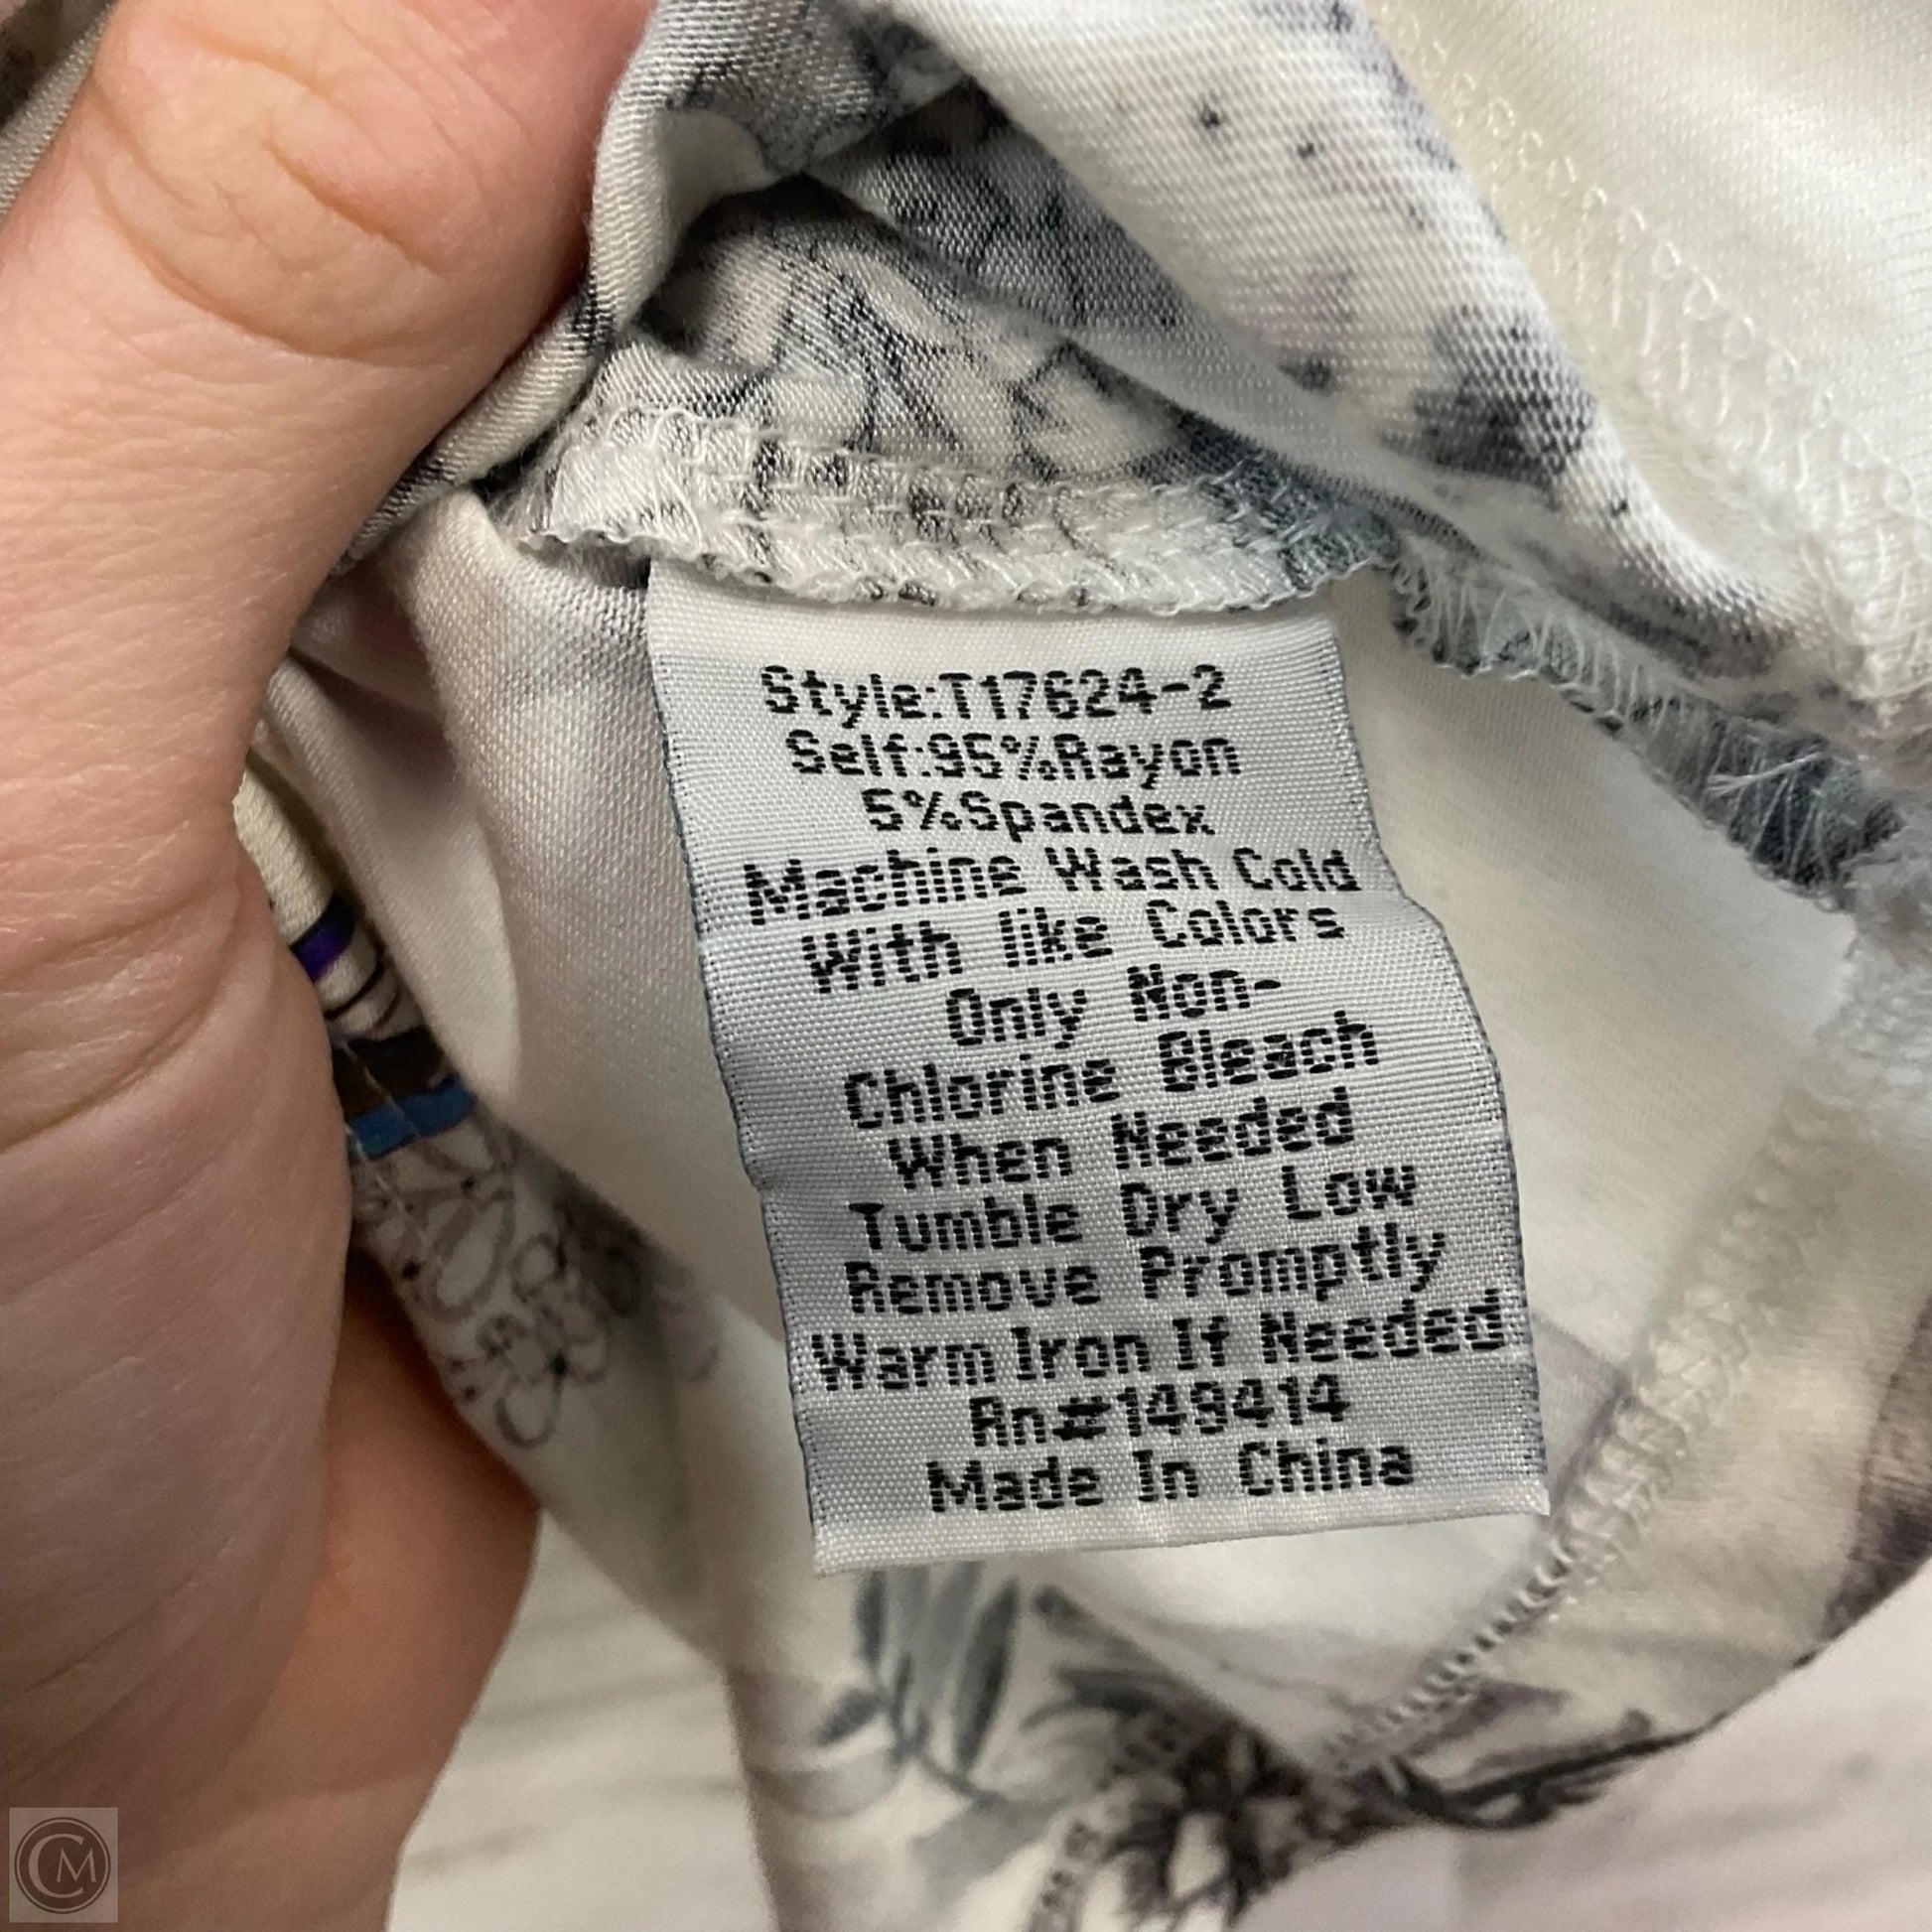 Style:T17624-2
Self:95%Rayon
5%Spandex
Machine Wash Cold
With like Colors
Only Non-
Chlorine Bleach
When Needed
Tumble Dry Low
Remove Promptly
Warm Iron If Needed
Rn#149414
Made In China
CM